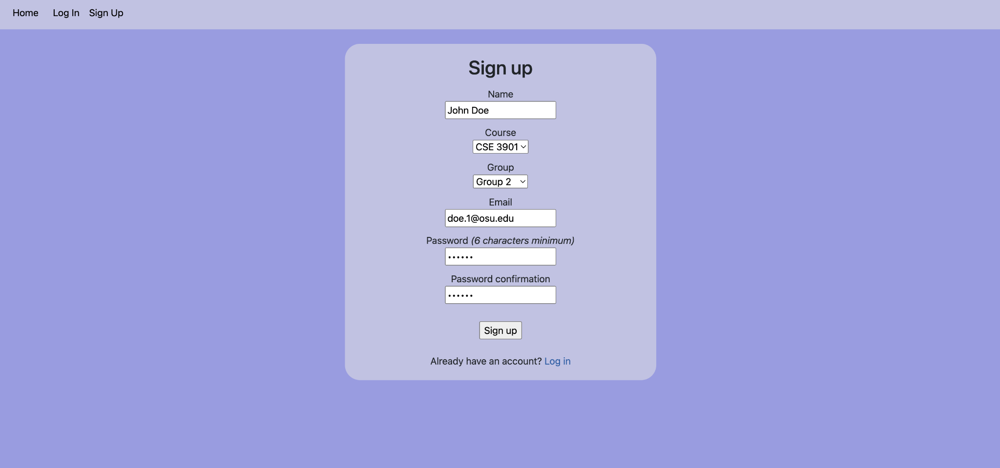 Home Log In Sign Up
Sign up
Name
John Doe
Course
CSE 3901
Group
Group 2
Email
doe.1@osu.edu
Password (6 characters minimum)
••••••
Password confirmation
••••••
Sign up
Already have an account? Log in